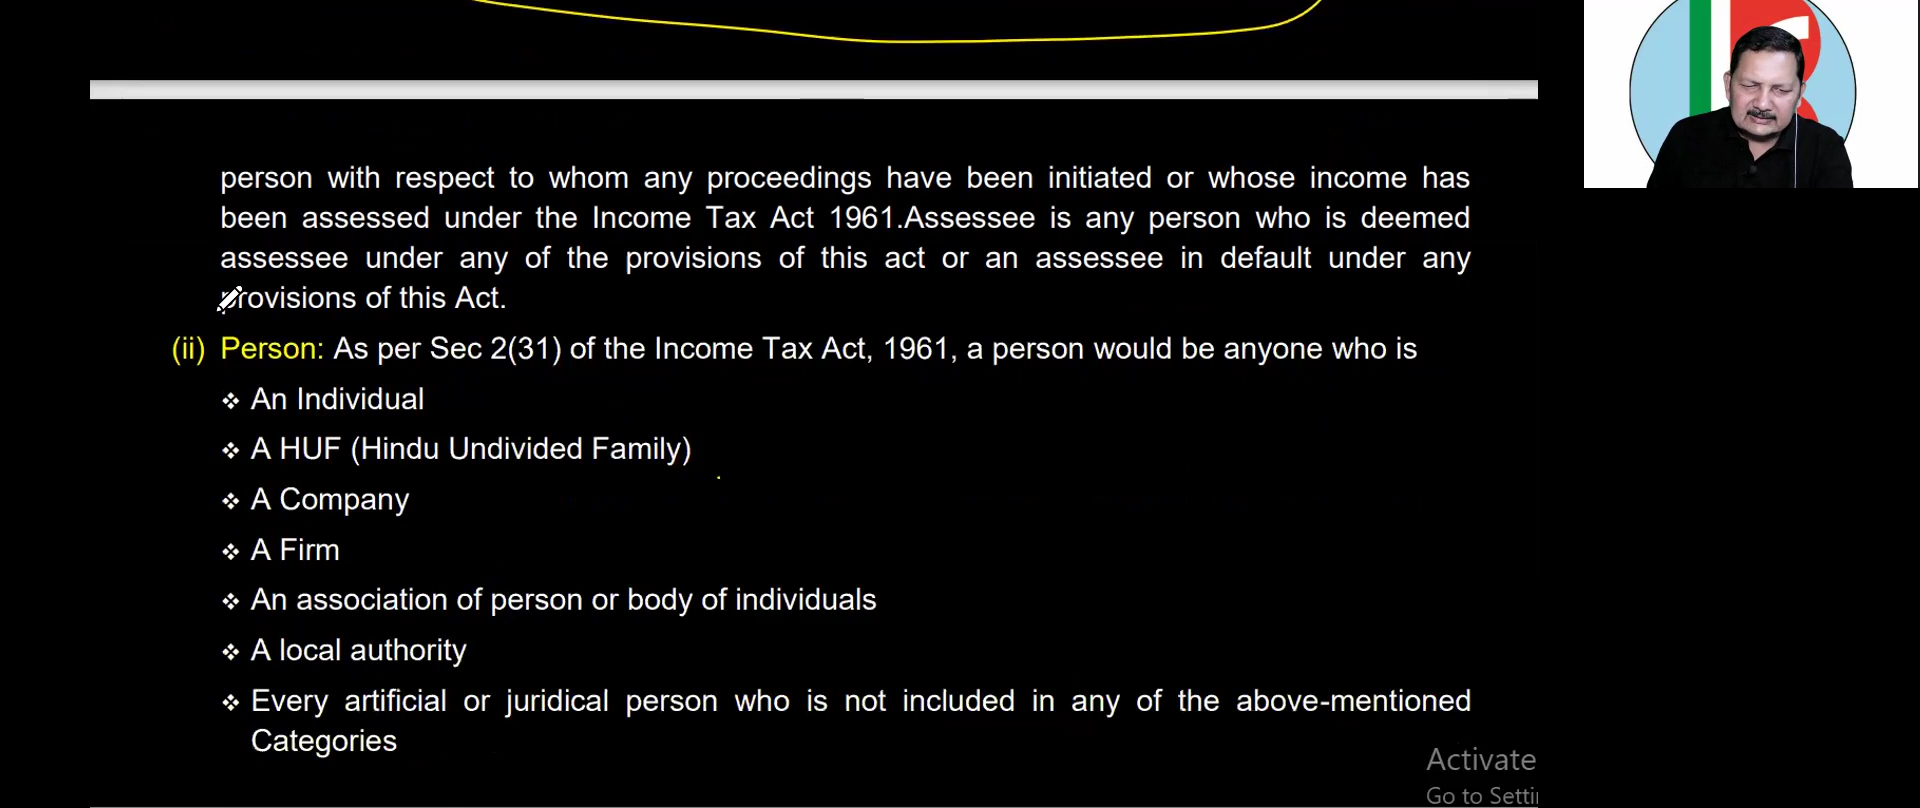 person with respect to whom any proceedings have been initiated or whose income has
been assessed under the Income Tax Act 1961.Assessee is any person who is deemed
assessee under any of the provisions of this act or an assessee in default under any
provisions of this Act.
(ii) Person: As per Sec 2(31) of the Income Tax Act, 1961, a person would be anyone who is
❖ An Individual
❖ A HUF (Hindu Undivided Family)
❖ A Company
❖ A Firm
❖ An association of person or body of individuals
❖ A local authority
❖ Every artificial or juridical person who is not included in any of the above-mentioned
Categories
Activate
Go to Setti